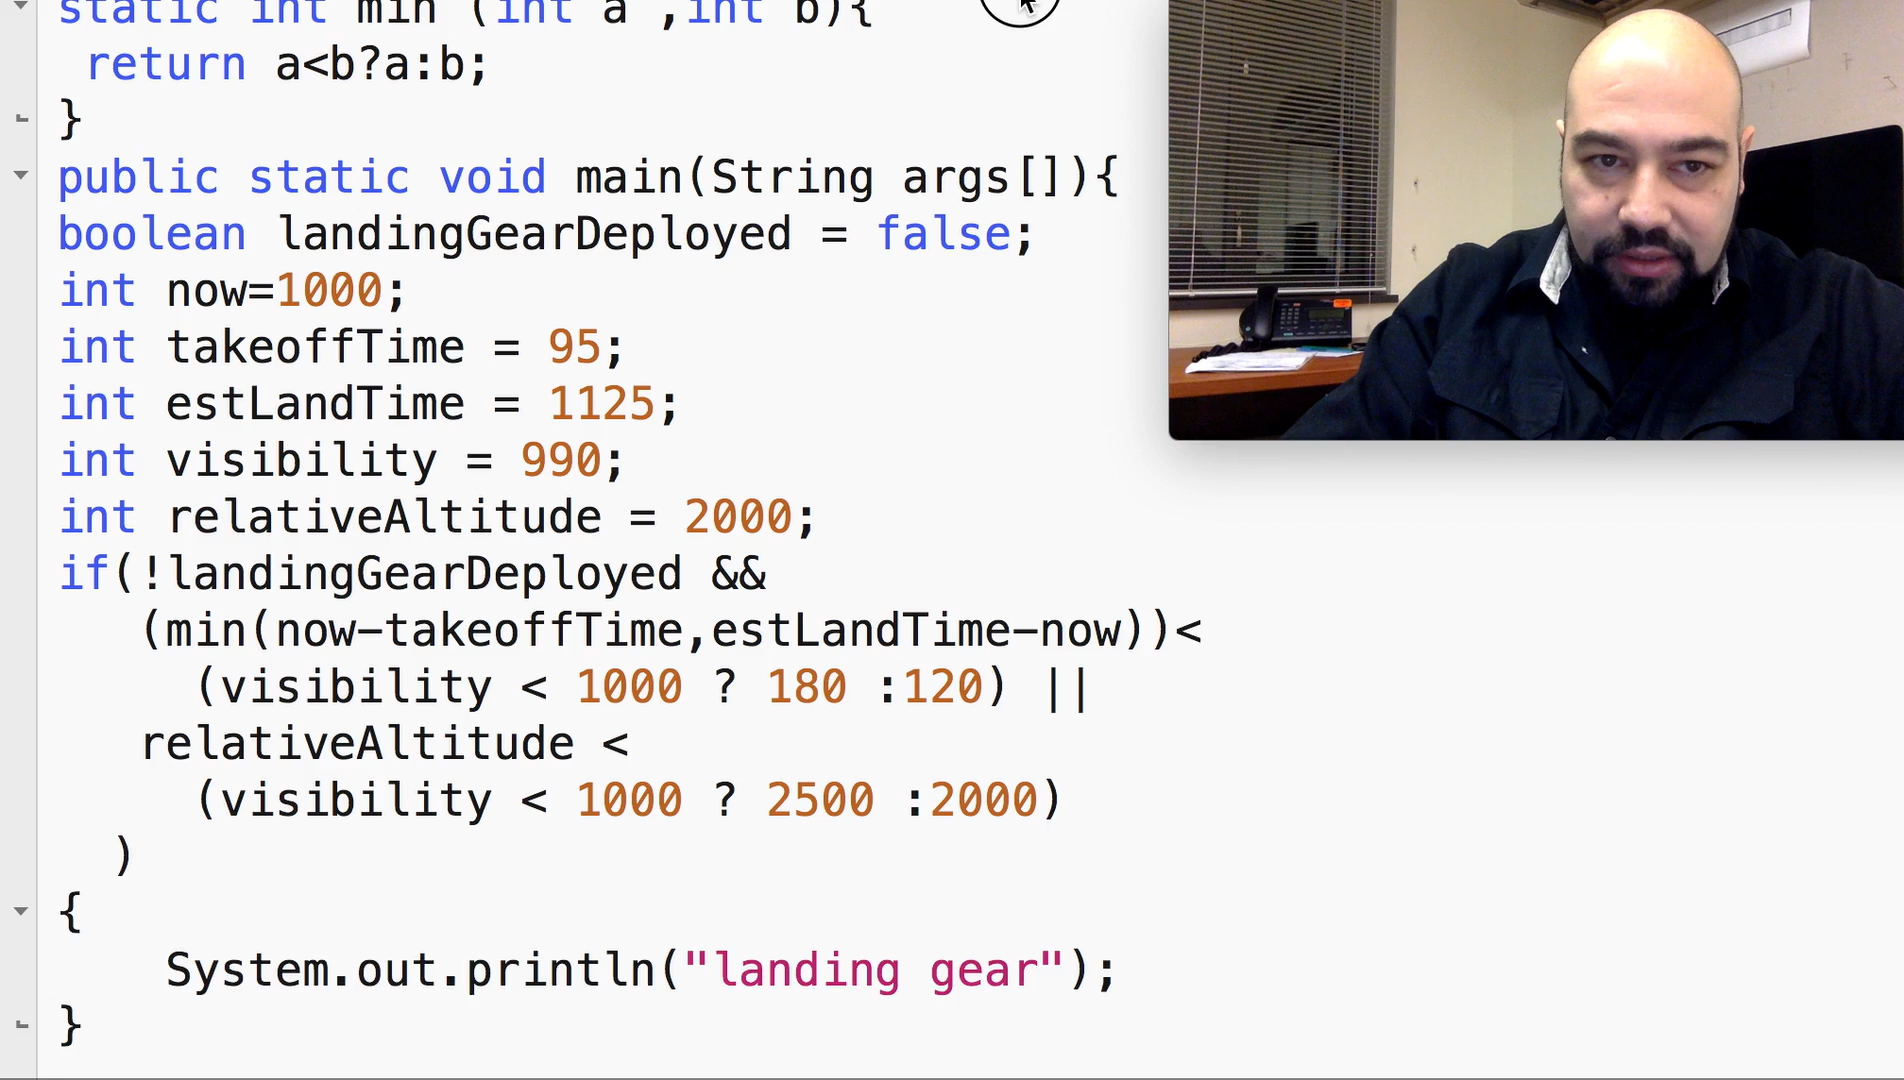 static int min (int a ,int b){
return a<b?a:b;
}
public static void main(String args[]){
boolean landingGearDeployed = false;
int now=1000;
int takeoffTime = 95;
int estLandTime = 1125;
int visibility = 990;
int relativeAltitude = 2000;
if(!landingGearDeployed &&
(min(now-takeoffTime,estLandTime-now))<
(visibility < 1000 ? 180 :120) ||
relativeAltitude <
(visibility < 1000 ? 2500 :2000)
)
{
System.out.println("landing gear");
}